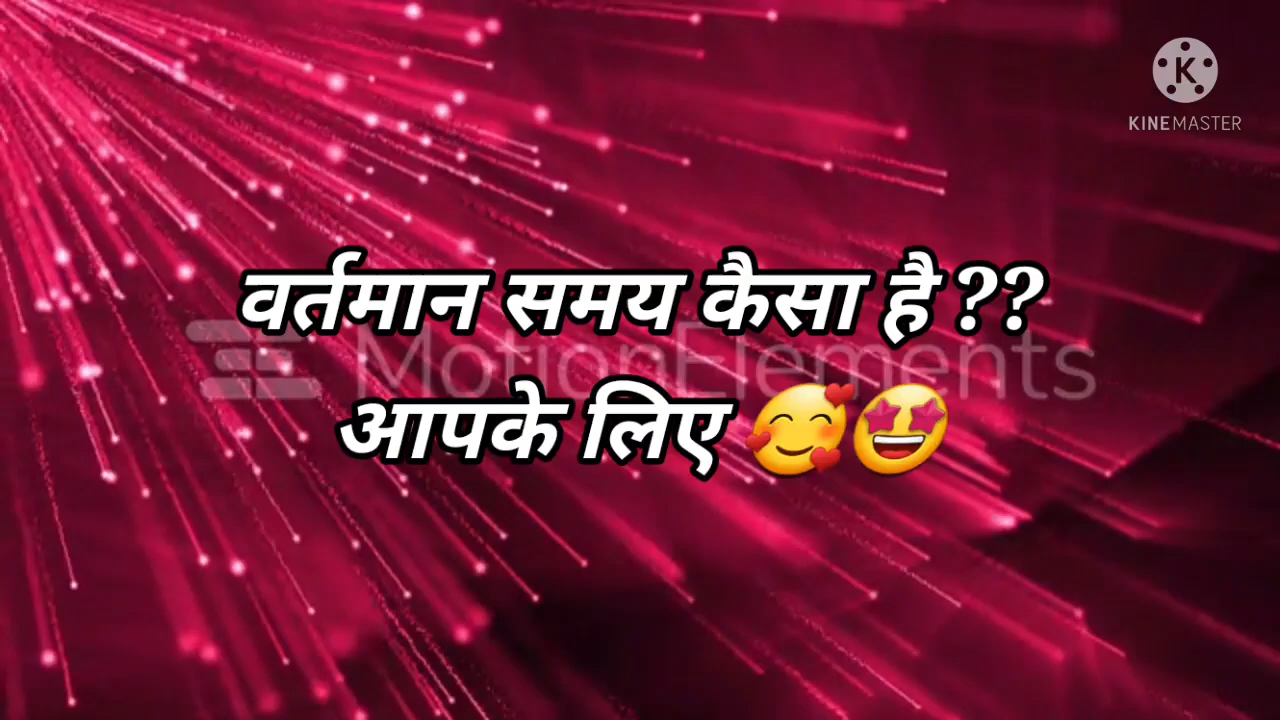 KINEMASTER
वर्तमान समय कैसा है ??
MotionElements
आपके लिए 🥰🤩